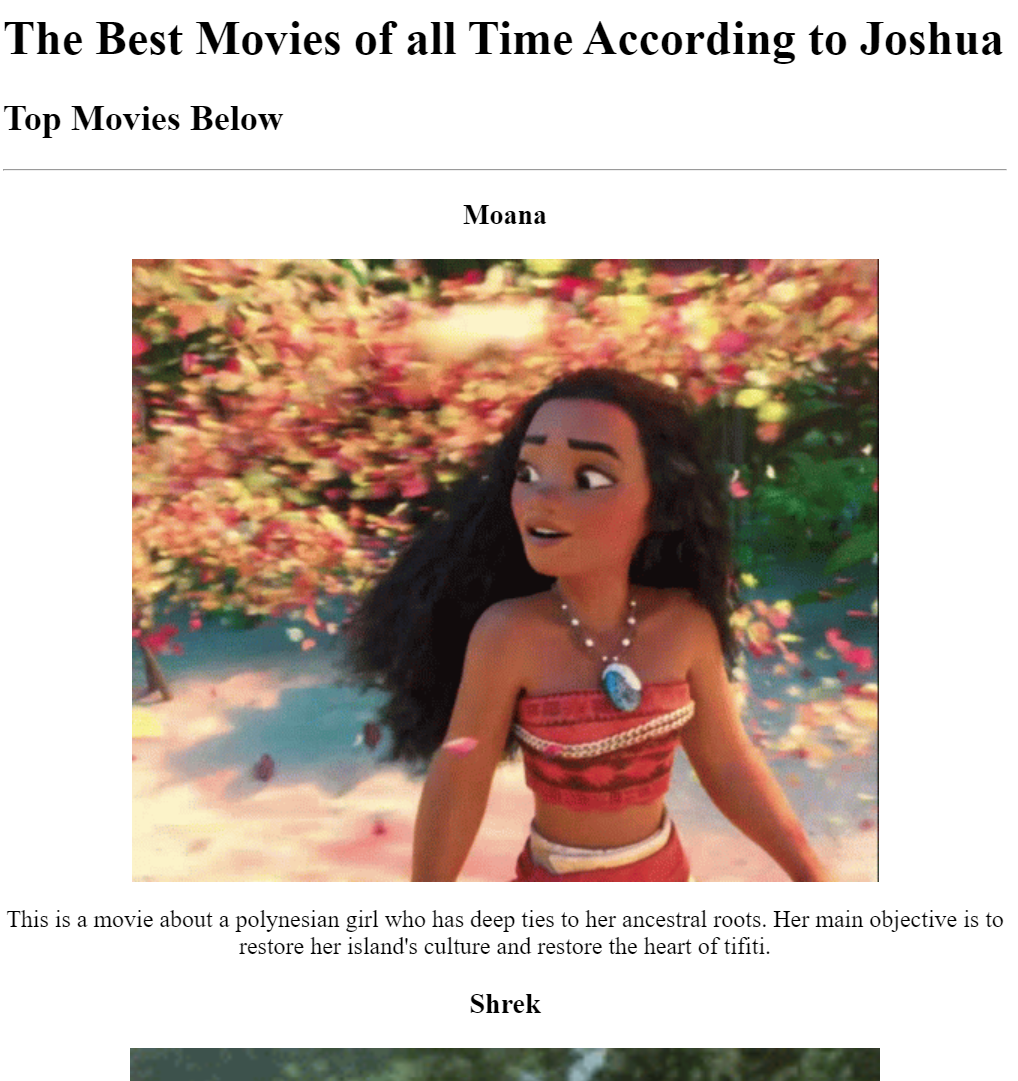 The Best Movies of all Time According to Joshua
Top Movies Below
Moana
This is a movie about a polynesian girl who has deep ties to her ancestral roots. Her main objective is to
restore her island's culture and restore the heart of tifiti.
Shrek